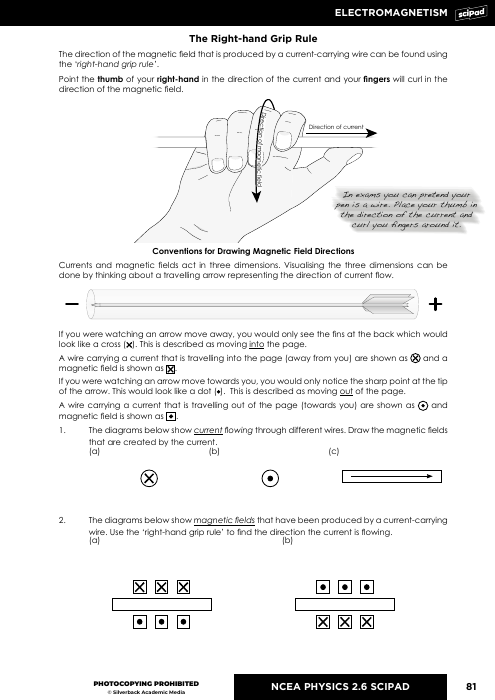 ELECTROMAGNETISM scipad
The Right-hand Grip Rule
The direction of the magnetic field that is produced by a current-carrying wire can be found using
the 'right-hand grip rule'.
Point the thumb of your right-hand in the direction of the current and your fingers will curl in the
direction of the magnetic field.
Direction of current
Direction of magnetic field
In exams you can pretend your
pen is a wire. Place your thumb in
the direction of the current and
curl you fingers around it.
Conventions for Drawing Magnetic Field Directions
Currents and magnetic fields act in three dimensions. Visualising the three dimensions can be
done by thinking about a travelling arrow representing the direction of current flow.
− +
If you were watching an arrow move away, you would only see the fins at the back which would
look like a cross (×). This is described as moving into the page.
A wire carrying a current that is travelling into the page (away from you) are shown as ⊗ and a
magnetic field is shown as ⊠.
If you were watching an arrow move towards you, you would only notice the sharp point at the tip
of the arrow. This would look like a dot (•). This is described as moving out of the page.
A wire carrying a current that is travelling out of the page (towards you) are shown as ⊙ and
magnetic field is shown as ⊡.
1. The diagrams below show current flowing through different wires. Draw the magnetic fields
that are created by the current.
(a) (b) (c)
2. The diagrams below show magnetic fields that have been produced by a current-carrying
wire. Use the 'right-hand grip rule' to find the direction the current is flowing.
(a) (b)
PHOTOCOPYING PROHIBITED
© Silverback Academic Media
NCEA PHYSICS 2.6 SCIPAD
81